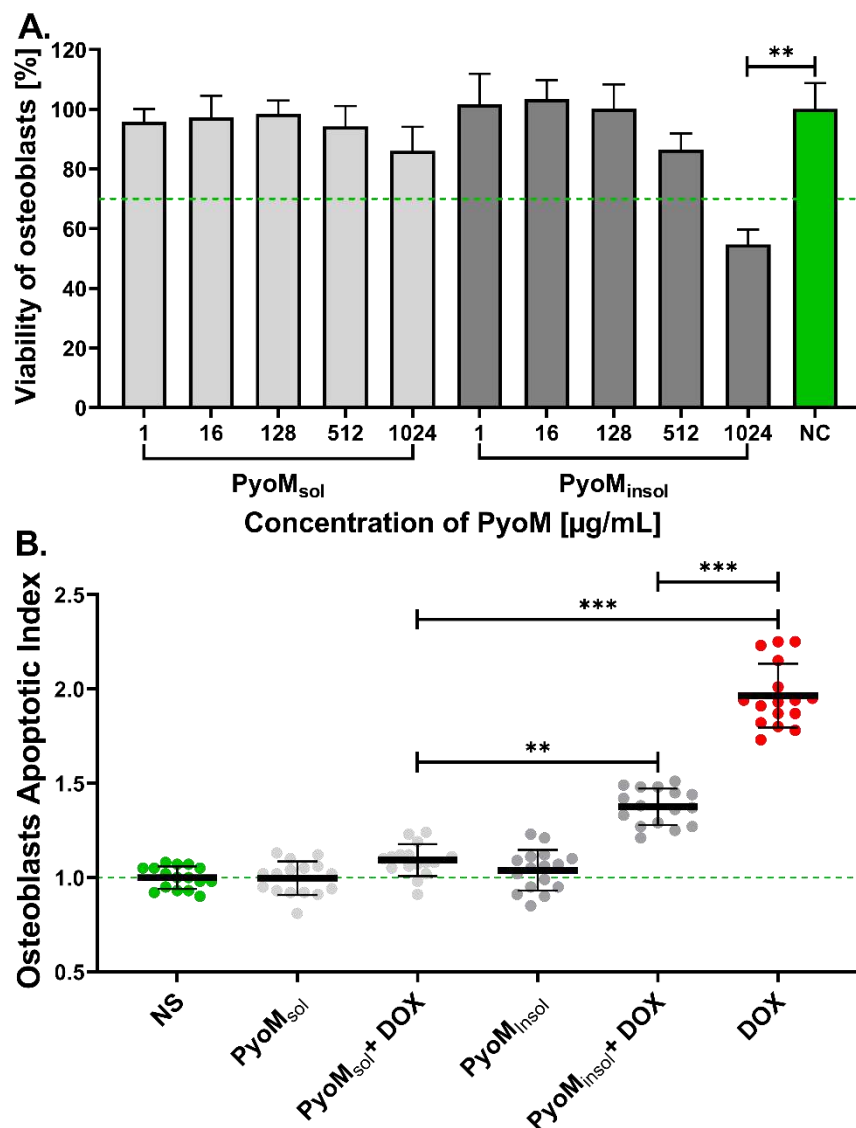 A.
Viability of osteoblasts [%]
120
100
80
60
40
20
0
**
1 16 128 512 1024 1 16 128 512 1024 NC
PyoMsol PyoMinsol
Concentration of PyoM [µg/mL]
B.
Osteoblasts Apoptotic Index
2.5
2.0
1.5
1.0
0.5
***
***
**
NS
PyoMsol
PyoMsol+ DOX
PyoMinsol
PyoMinsol+ DOX
DOX